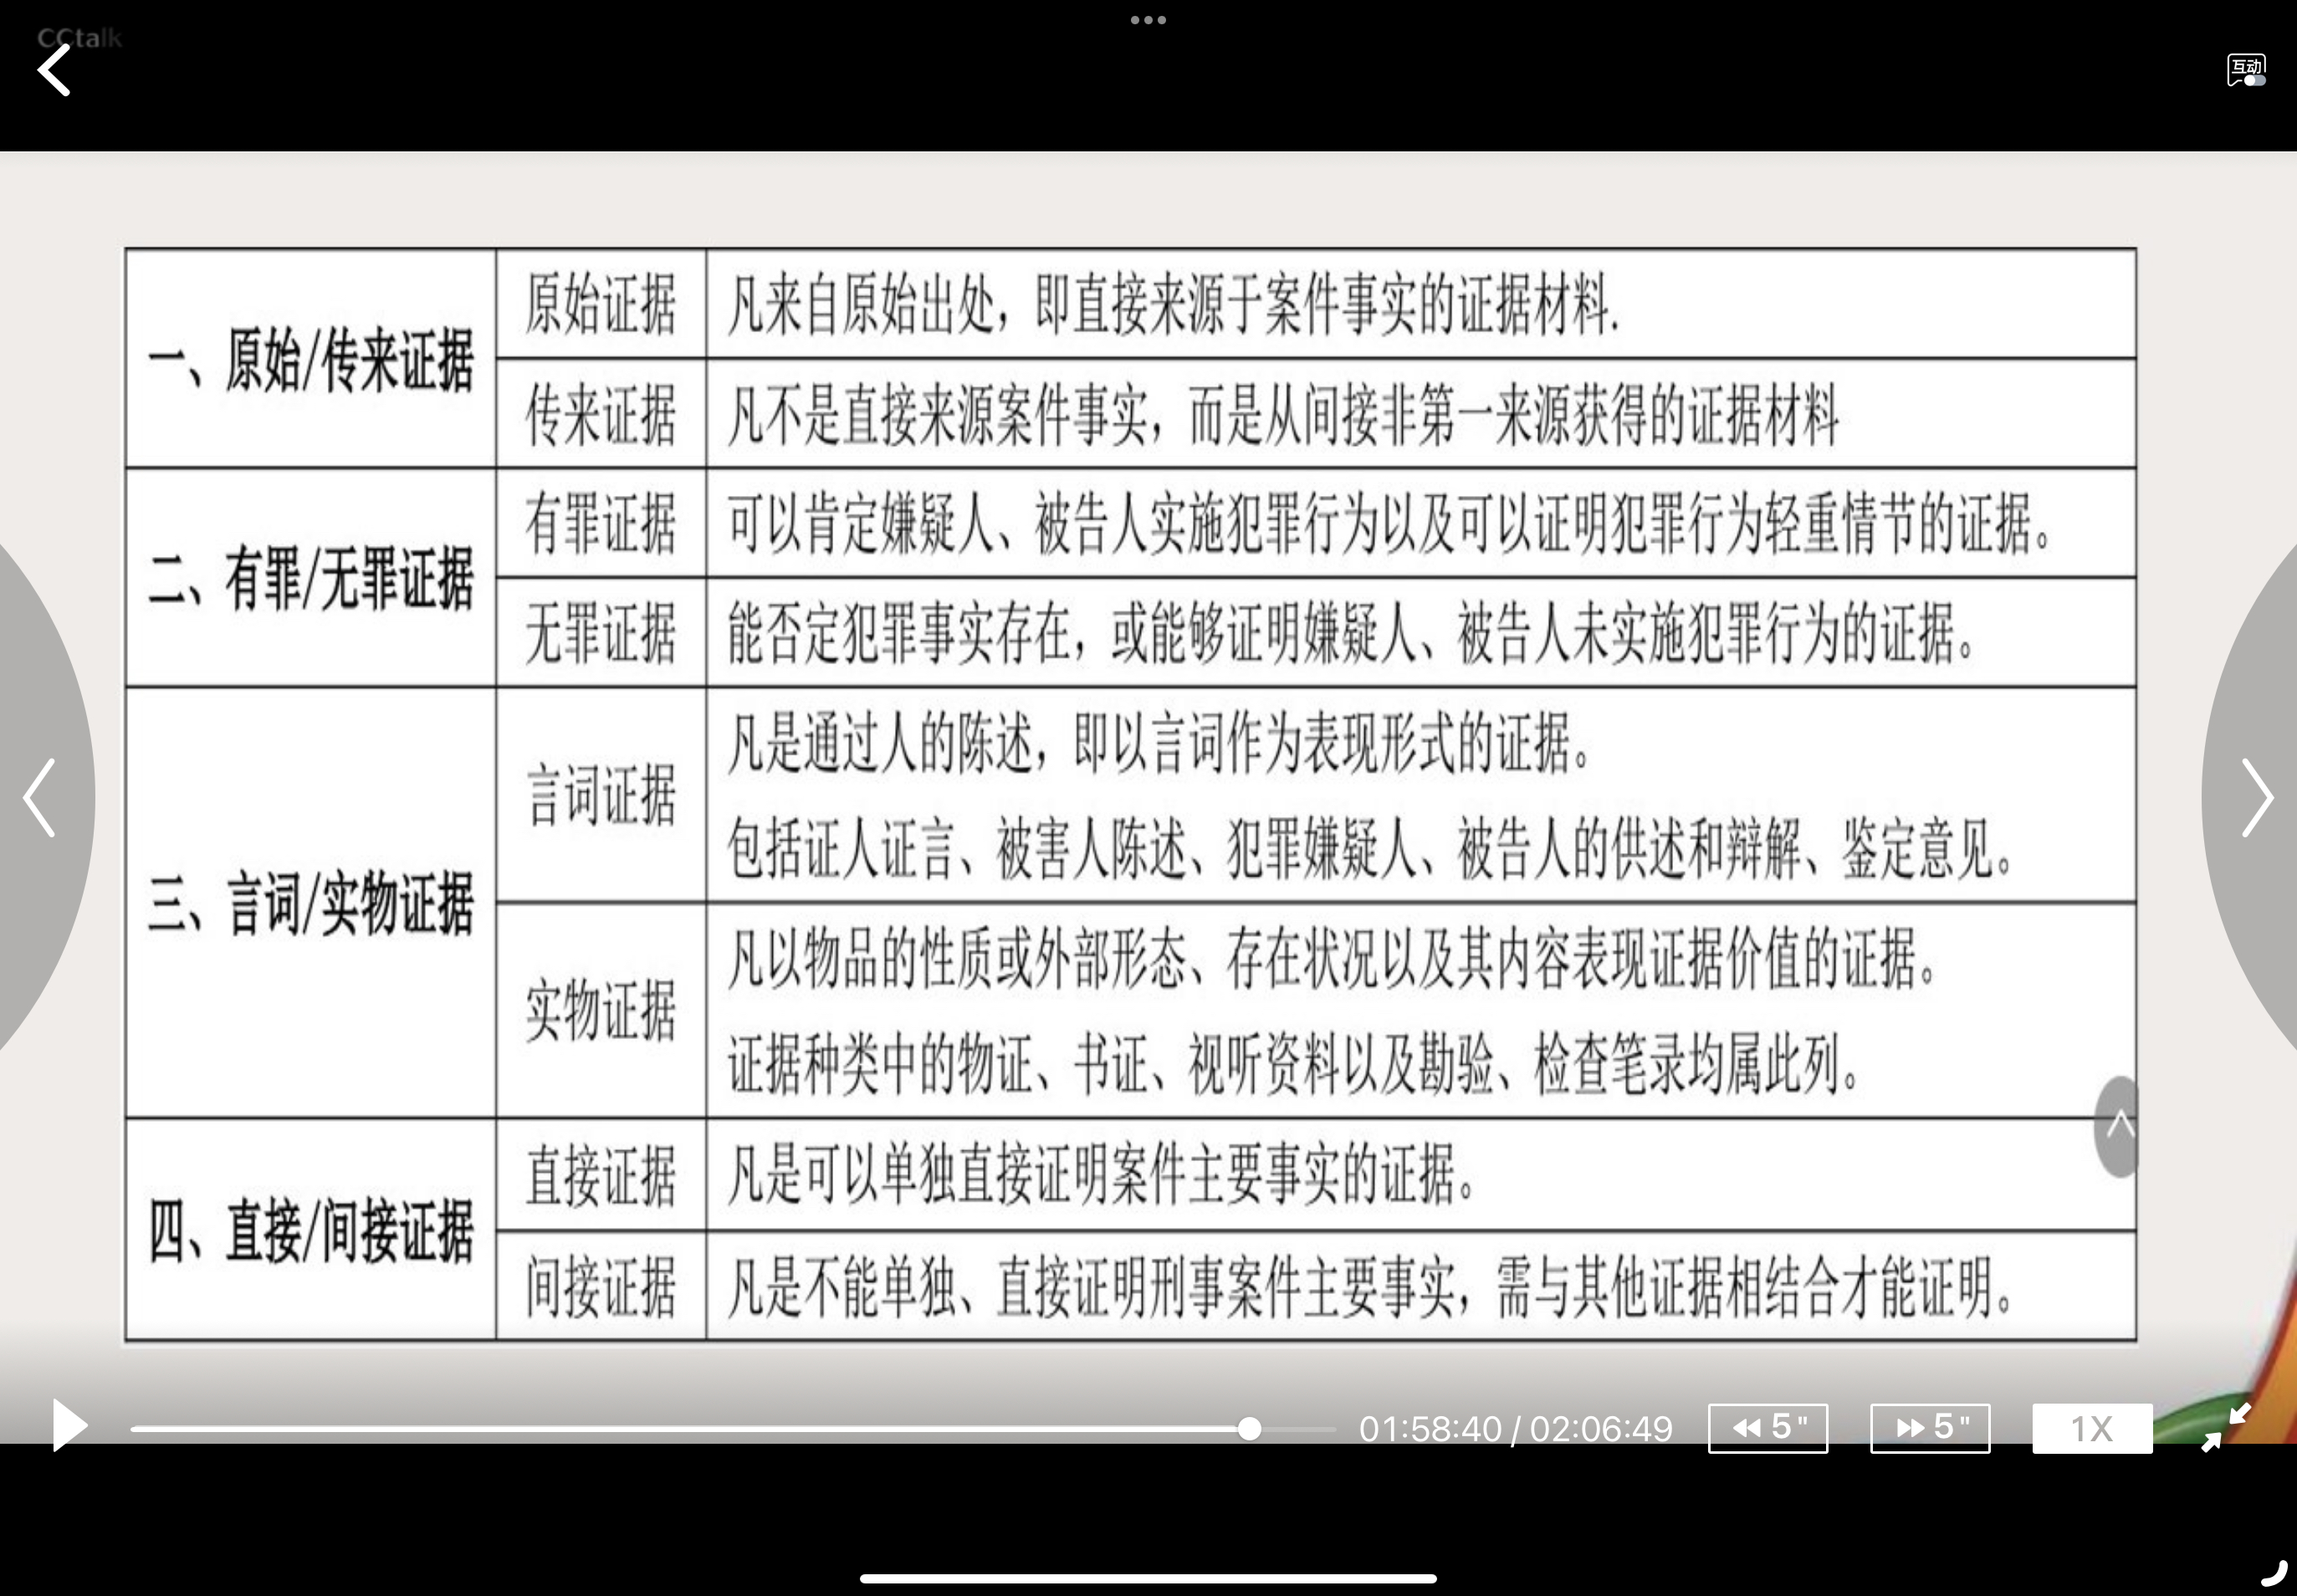 CCtalk
互动
一、原始/传来证据
原始证据
凡来自原始出处，即直接来源于案件事实的证据材料.
传来证据
凡不是直接来源案件事实，而是从间接非第一来源获得的证据材料
二、有罪/无罪证据
有罪证据
可以肯定嫌疑人、被告人实施犯罪行为以及可以证明犯罪行为轻重情节的证据。
无罪证据
能否定犯罪事实存在，或能够证明嫌疑人、被告人未实施犯罪行为的证据。
三、言词/实物证据
言词证据
凡是通过人的陈述，即以言词作为表现形式的证据。
包括证人证言、被害人陈述、犯罪嫌疑人、被告人的供述和辩解、鉴定意见。
实物证据
凡以物品的性质或外部形态、存在状况以及其内容表现证据价值的证据。
证据种类中的物证、书证、视听资料以及勘验、检查笔录均属此列。
四、直接/间接证据
直接证据
凡是可以单独直接证明案件主要事实的证据。
间接证据
凡是不能单独、直接证明刑事案件主要事实，需与其他证据相结合才能证明。
01:58:40 / 02:06:49
5"
5"
1X